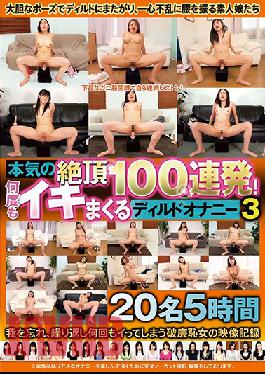 大胆なポーズでディルドにまたがり、一心不乱に腰を振る素人娘たち
本気の絶頂100連発!
何度もイキまくる
ディルドオナニー3
20名5時間
我を忘れ、繰り返し何回もイってしまう破廉恥女の映像記録